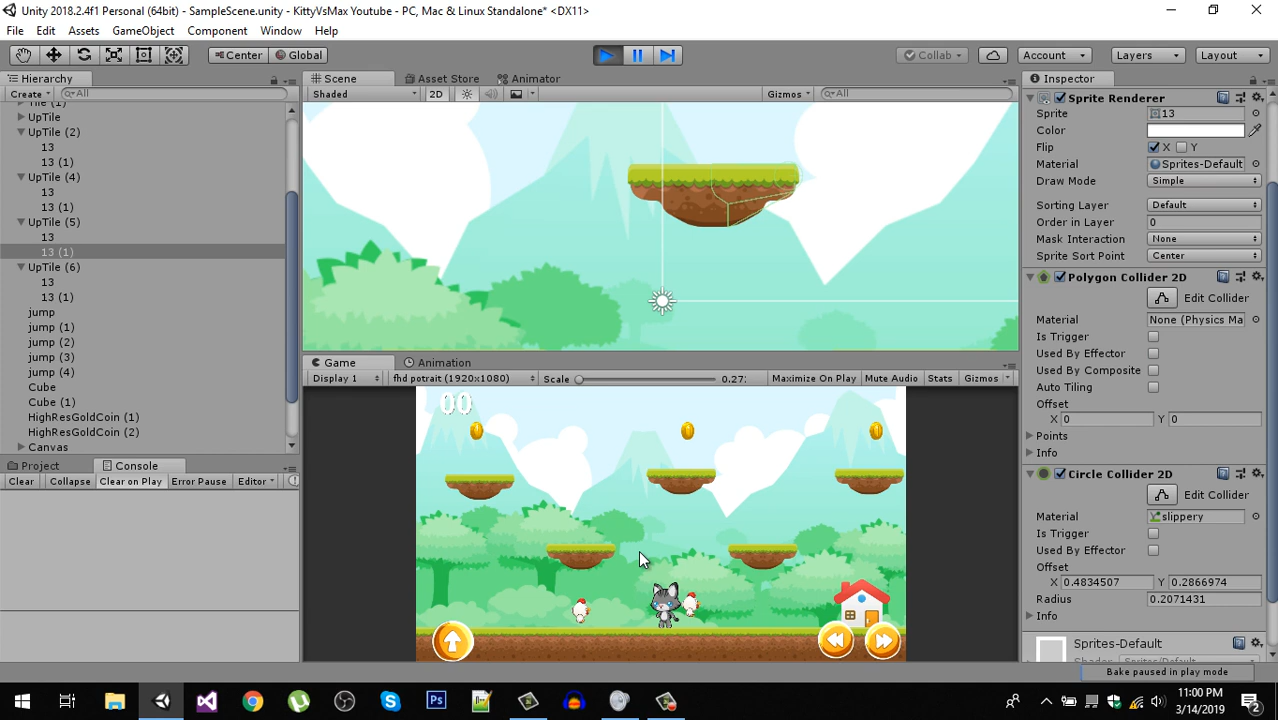 Unity 2018.2.4f1 Personal (64bit) - SampleScene.unity - KittyVsMax Youtube - PC, Mac & Linux Standalone* <DX11>
File Edit Assets GameObject Component Window Help
Center Global Collab Account Layers Layout
Hierarchy
Create All
Tile (1)
UpTile
UpTile (2)
13
13 (1)
UpTile (4)
13
13 (1)
UpTile (5)
13
13 (1)
UpTile (6)
13
13 (1)
jump
jump (1)
jump (2)
jump (3)
jump (4)
Cube
Cube (1)
HighResGoldCoin (1)
HighResGoldCoin (2)
Canvas
Project Console
Clear Collapse Clear on Play Error Pause Editor
Scene Asset Store Animator
Shaded 2D Gizmos All
Game Animation
Display 1 fhd potrait (1920x1080) Scale 0.27 Maximize On Play Mute Audio Stats Gizmos
00
Inspector
Sprite Renderer
Sprite 13
Color
Flip X Y
Material Sprites-Default
Draw Mode Simple
Sorting Layer Default
Order in Layer 0
Mask Interaction None
Sprite Sort Point Center
Polygon Collider 2D
Edit Collider
Material None (Physics Ma
Is Trigger
Used By Effector
Used By Composite
Auto Tiling
Offset
X 0 Y 0
Points
Info
Circle Collider 2D
Edit Collider
Material slippery
Is Trigger
Used By Effector
Offset
X 0.4834507 Y 0.2866974
Radius 0.2071431
Info
Sprites-Default
Shader Sprites/Default
Bake paused in play mode
11:00 PM
3/14/2019
2